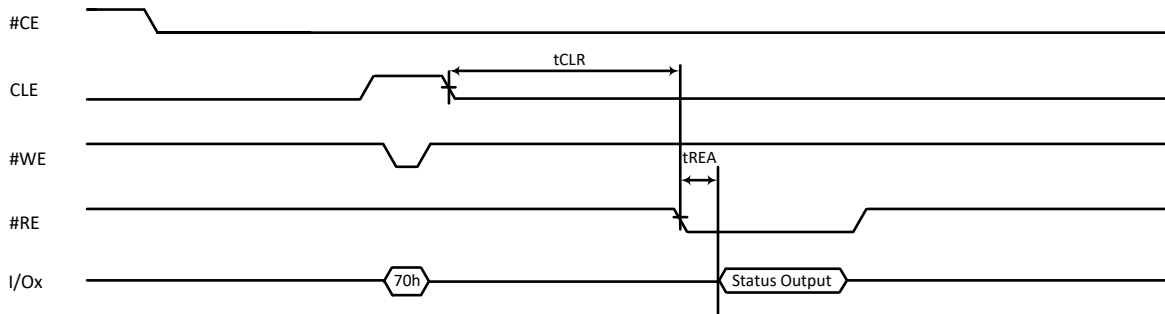 #CE
tCLR
CLE
#WE
tREA
#RE
I/Ox
70h
Status Output